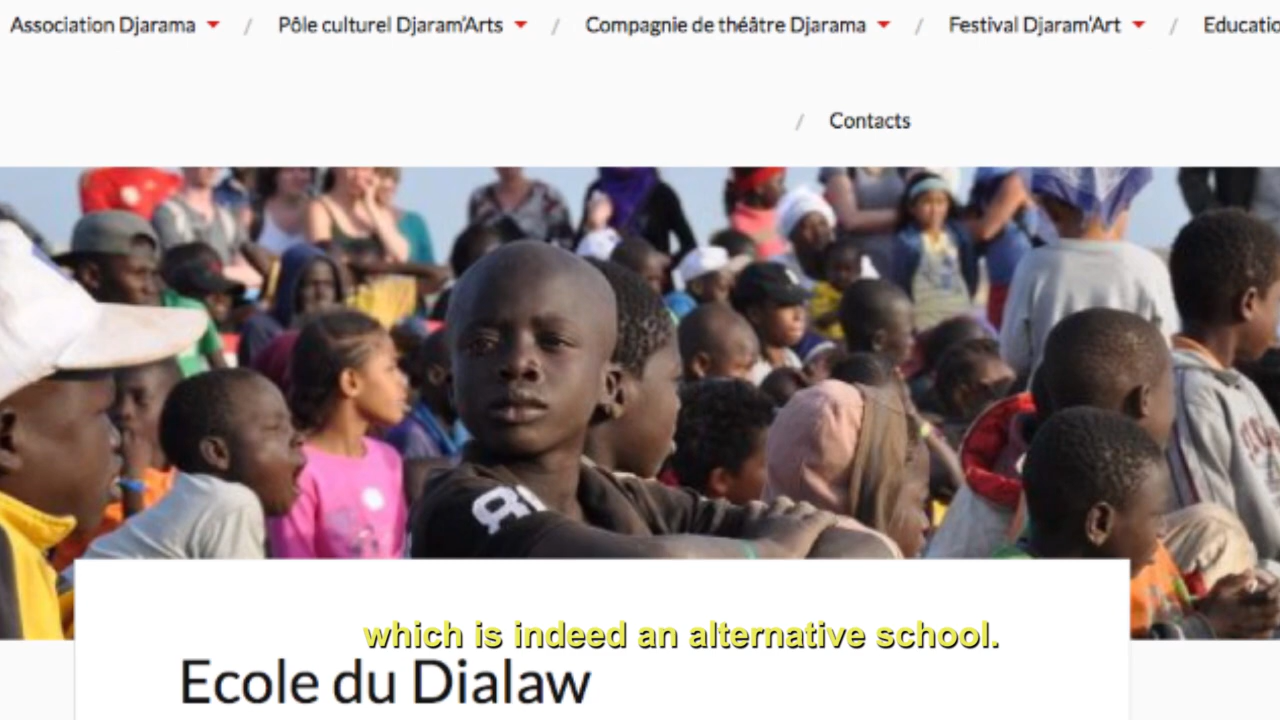 Association Djarama / Pôle culturel Djaram'Arts / Compagnie de théâtre Djarama / Festival Djaram'Art / Educatio
/ Contacts
which is indeed an alternative school.
Ecole du Dialaw